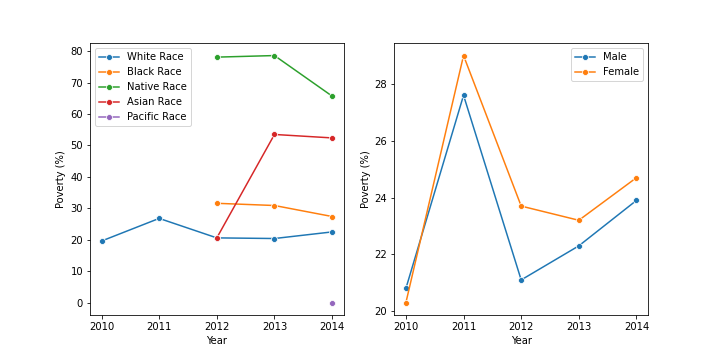 White Race
Black Race
Native Race
Asian Race
Pacific Race
80
70
60
50
40
30
20
10
0
Poverty (%)
2010 2011 2012 2013 2014
Year
Male
Female
28
26
24
22
20
Poverty (%)
2010 2011 2012 2013 2014
Year